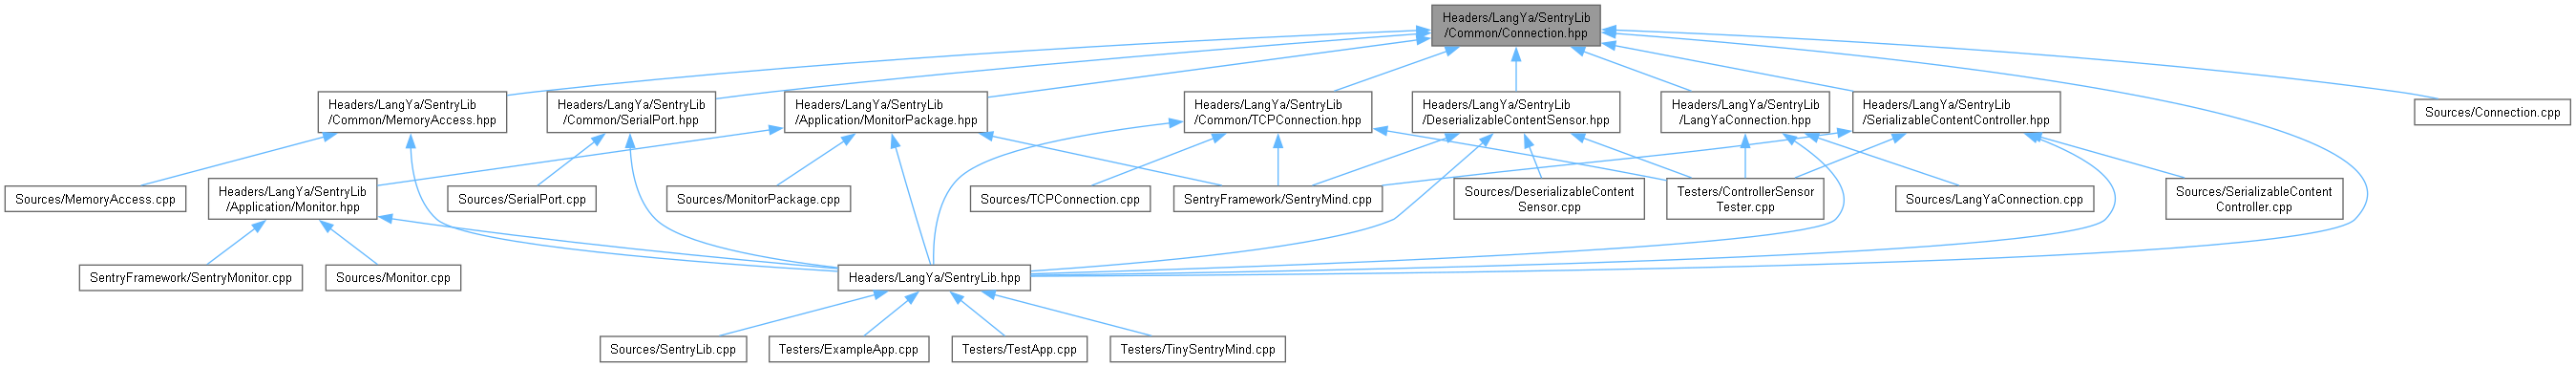 Headers/LangYa/SentryLib
/Common/Connection.hpp
Headers/LangYa/SentryLib
/Common/MemoryAccess.hpp
Headers/LangYa/SentryLib
/Common/SerialPort.hpp
Headers/LangYa/SentryLib
/Application/MonitorPackage.hpp
Headers/LangYa/SentryLib
/Common/TCPConnection.hpp
Headers/LangYa/SentryLib
/DeserializableContentSensor.hpp
Headers/LangYa/SentryLib
/LangYaConnection.hpp
Headers/LangYa/SentryLib
/SerializableContentController.hpp
Sources/Connection.cpp
Sources/MemoryAccess.cpp
Headers/LangYa/SentryLib
/Application/Monitor.hpp
Sources/SerialPort.cpp
Sources/MonitorPackage.cpp
Sources/TCPConnection.cpp
SentryFramework/SentryMind.cpp
Sources/DeserializableContent
Sensor.cpp
Testers/ControllerSensor
Tester.cpp
Sources/LangYaConnection.cpp
Sources/SerializableContent
Controller.cpp
SentryFramework/SentryMonitor.cpp
Sources/Monitor.cpp
Headers/LangYa/SentryLib.hpp
Sources/SentryLib.cpp
Testers/ExampleApp.cpp
Testers/TestApp.cpp
Testers/TinySentryMind.cpp